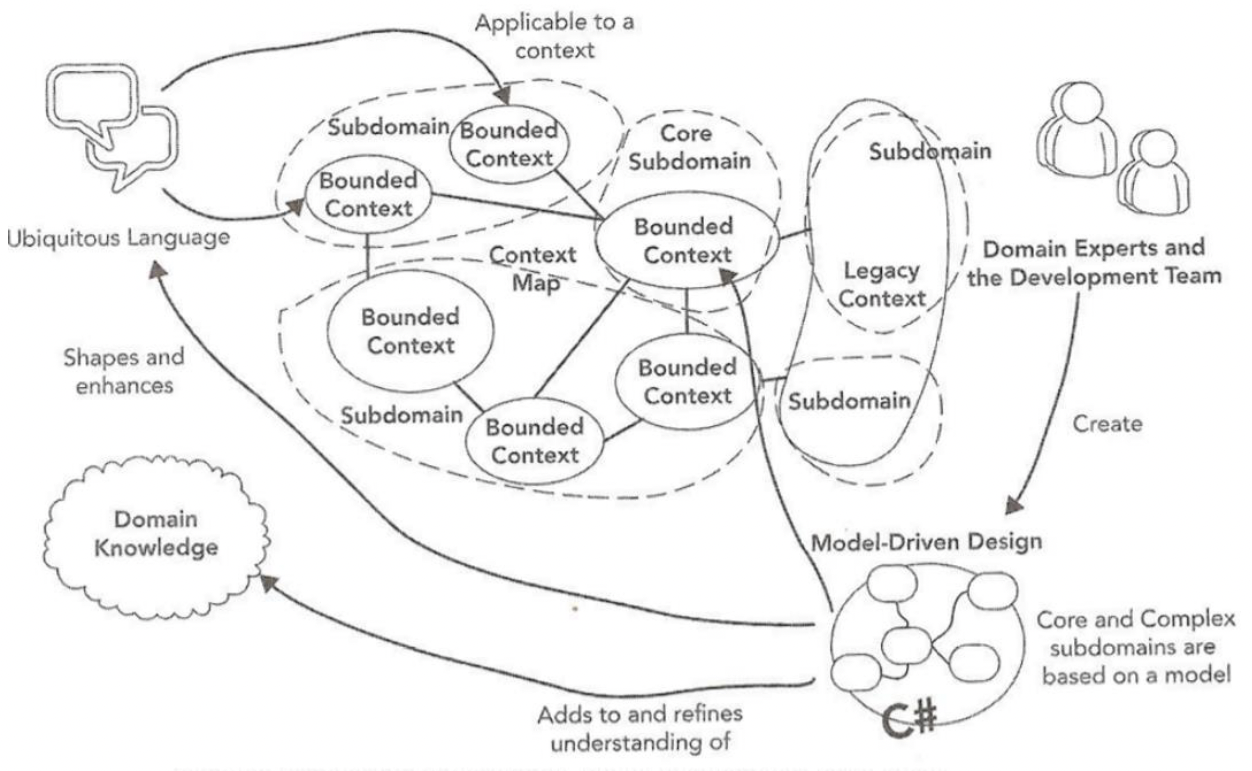 Applicable to a
context
Subdomain
Bounded
Context
Core
Subdomain
Subdomain
Bounded
Context
Ubiquitous Language
Bounded
Context
Context
Map
Legacy
Context
Domain Experts and
the Development Team
Bounded
Context
Shapes and
enhances
Bounded
Context
Subdomain
Subdomain
Bounded
Context
Create
Domain
Knowledge
Model-Driven Design
Core and Complex
subdomains are
based on a model
C#
Adds to and refines
understanding of